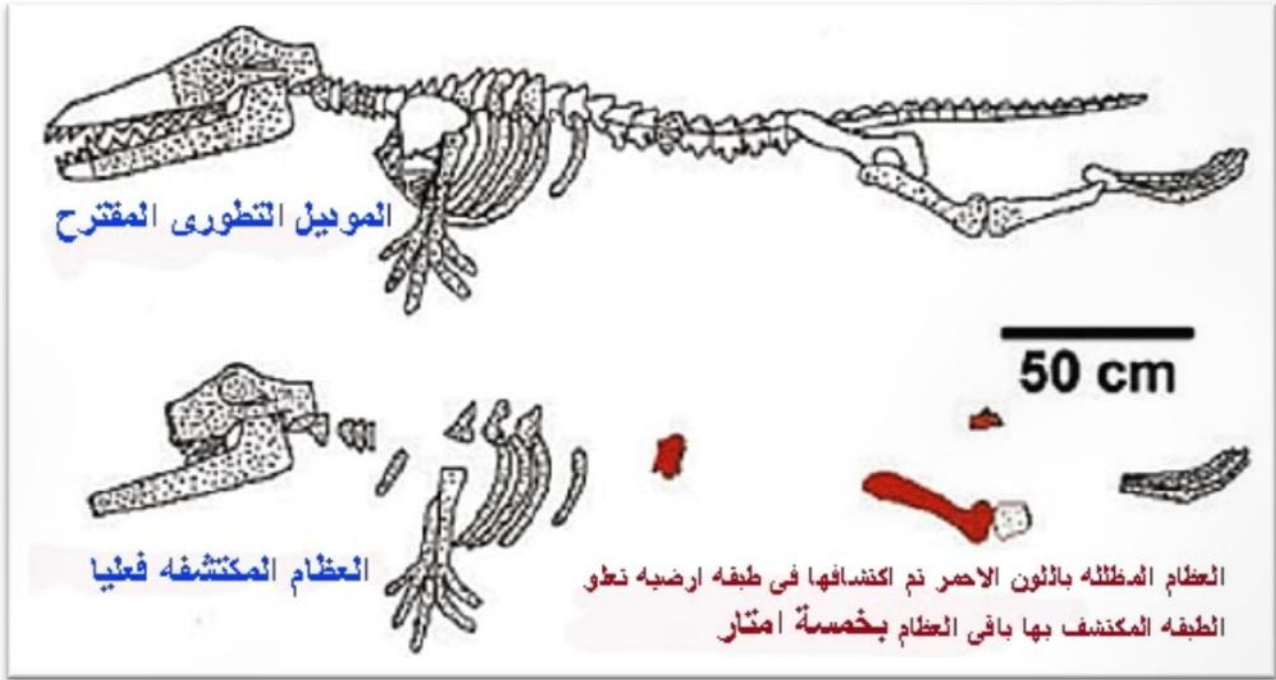 الموديل التطورى المقترح
50 cm
العظام المكتشفه فعليا
العظام المظلله باللون الاحمر تم اكتشافها فى طبقه ارضيه تعلو
الطبقه المكتشف بها باقى العظام بخمسة امتار.